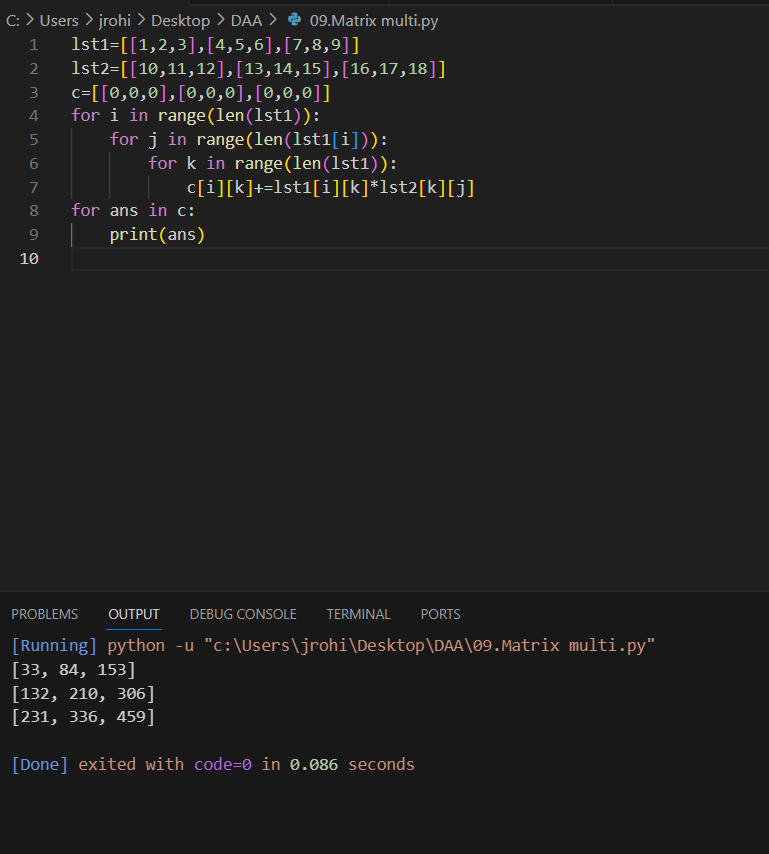 C: > Users > jrohi > Desktop > DAA > 09.Matrix multi.py
1 lst1=[[1,2,3],[4,5,6],[7,8,9]]
2 lst2=[[10,11,12],[13,14,15],[16,17,18]]
3 c=[[0,0,0],[0,0,0],[0,0,0]]
4 for i in range(len(lst1)):
5     for j in range(len(lst1[i])):
6         for k in range(len(lst1)):
7             c[i][k]+=lst1[i][k]*lst2[k][j]
8 for ans in c:
9     print(ans)
10
PROBLEMS OUTPUT DEBUG CONSOLE TERMINAL PORTS
[Running] python -u "c:\Users\jrohi\Desktop\DAA\09.Matrix multi.py"
[33, 84, 153]
[132, 210, 306]
[231, 336, 459]
[Done] exited with code=0 in 0.086 seconds